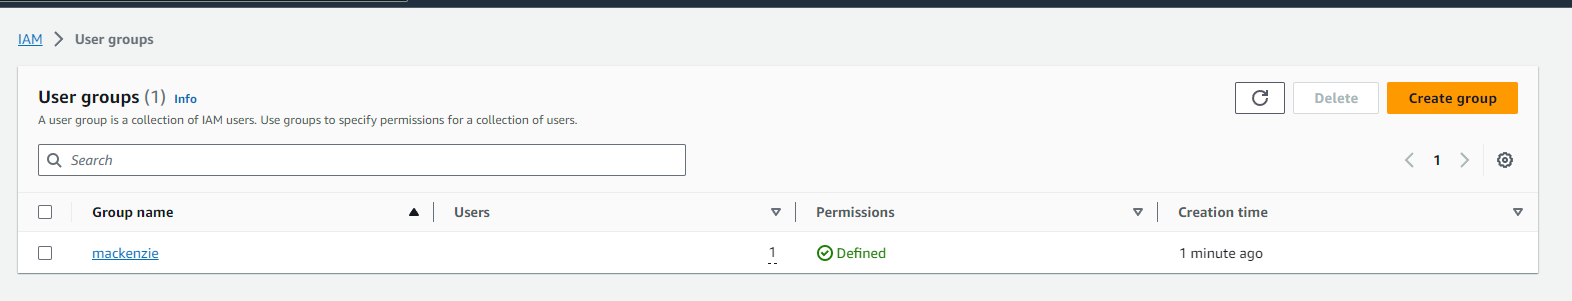 IAM > User groups
User groups (1) Info
A user group is a collection of IAM users. Use groups to specify permissions for a collection of users.
Delete
Create group
Search
1
Group name Users Permissions Creation time
mackenzie 1 Defined 1 minute ago